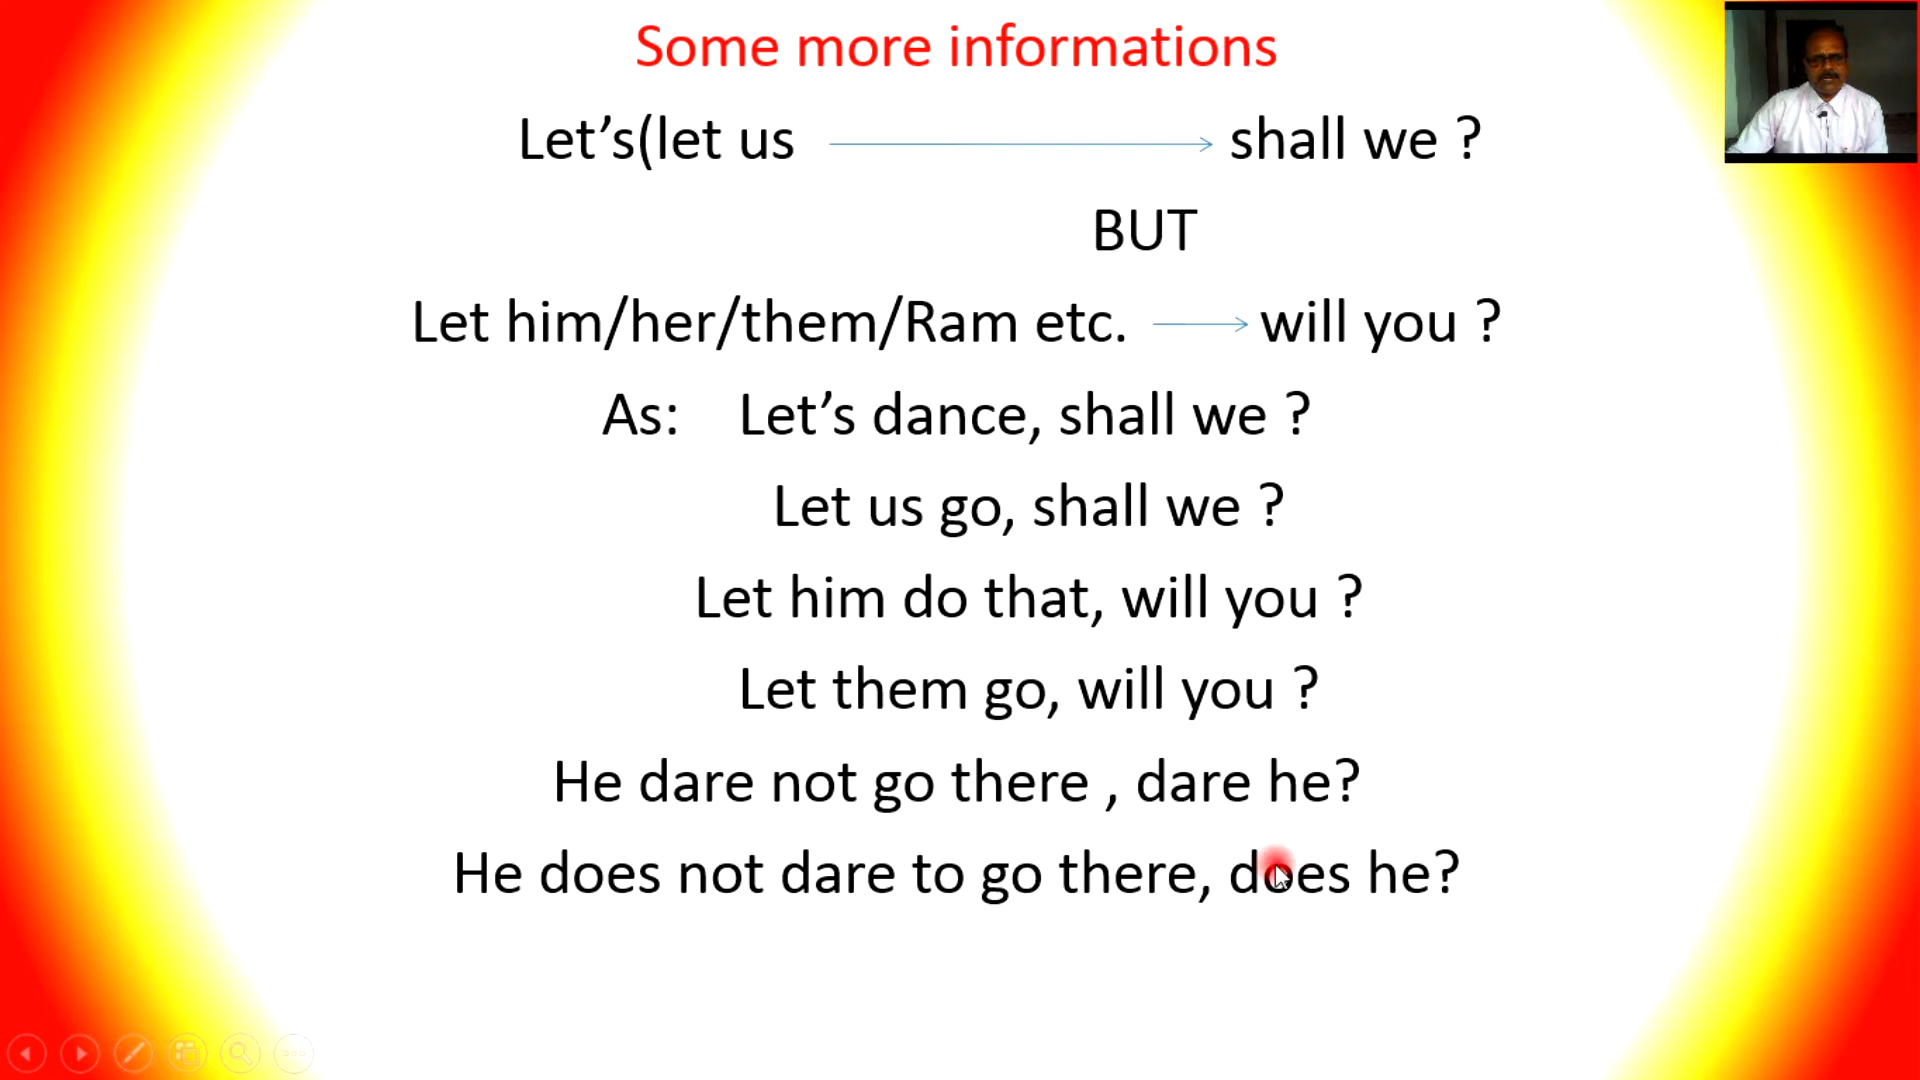 Some more informations
Let’s(let us shall we ?
BUT
Let him/her/them/Ram etc. will you ?
As: Let’s dance, shall we ?
Let us go, shall we ?
Let him do that, will you ?
Let them go, will you ?
He dare not go there , dare he?
He does not dare to go there, does he?